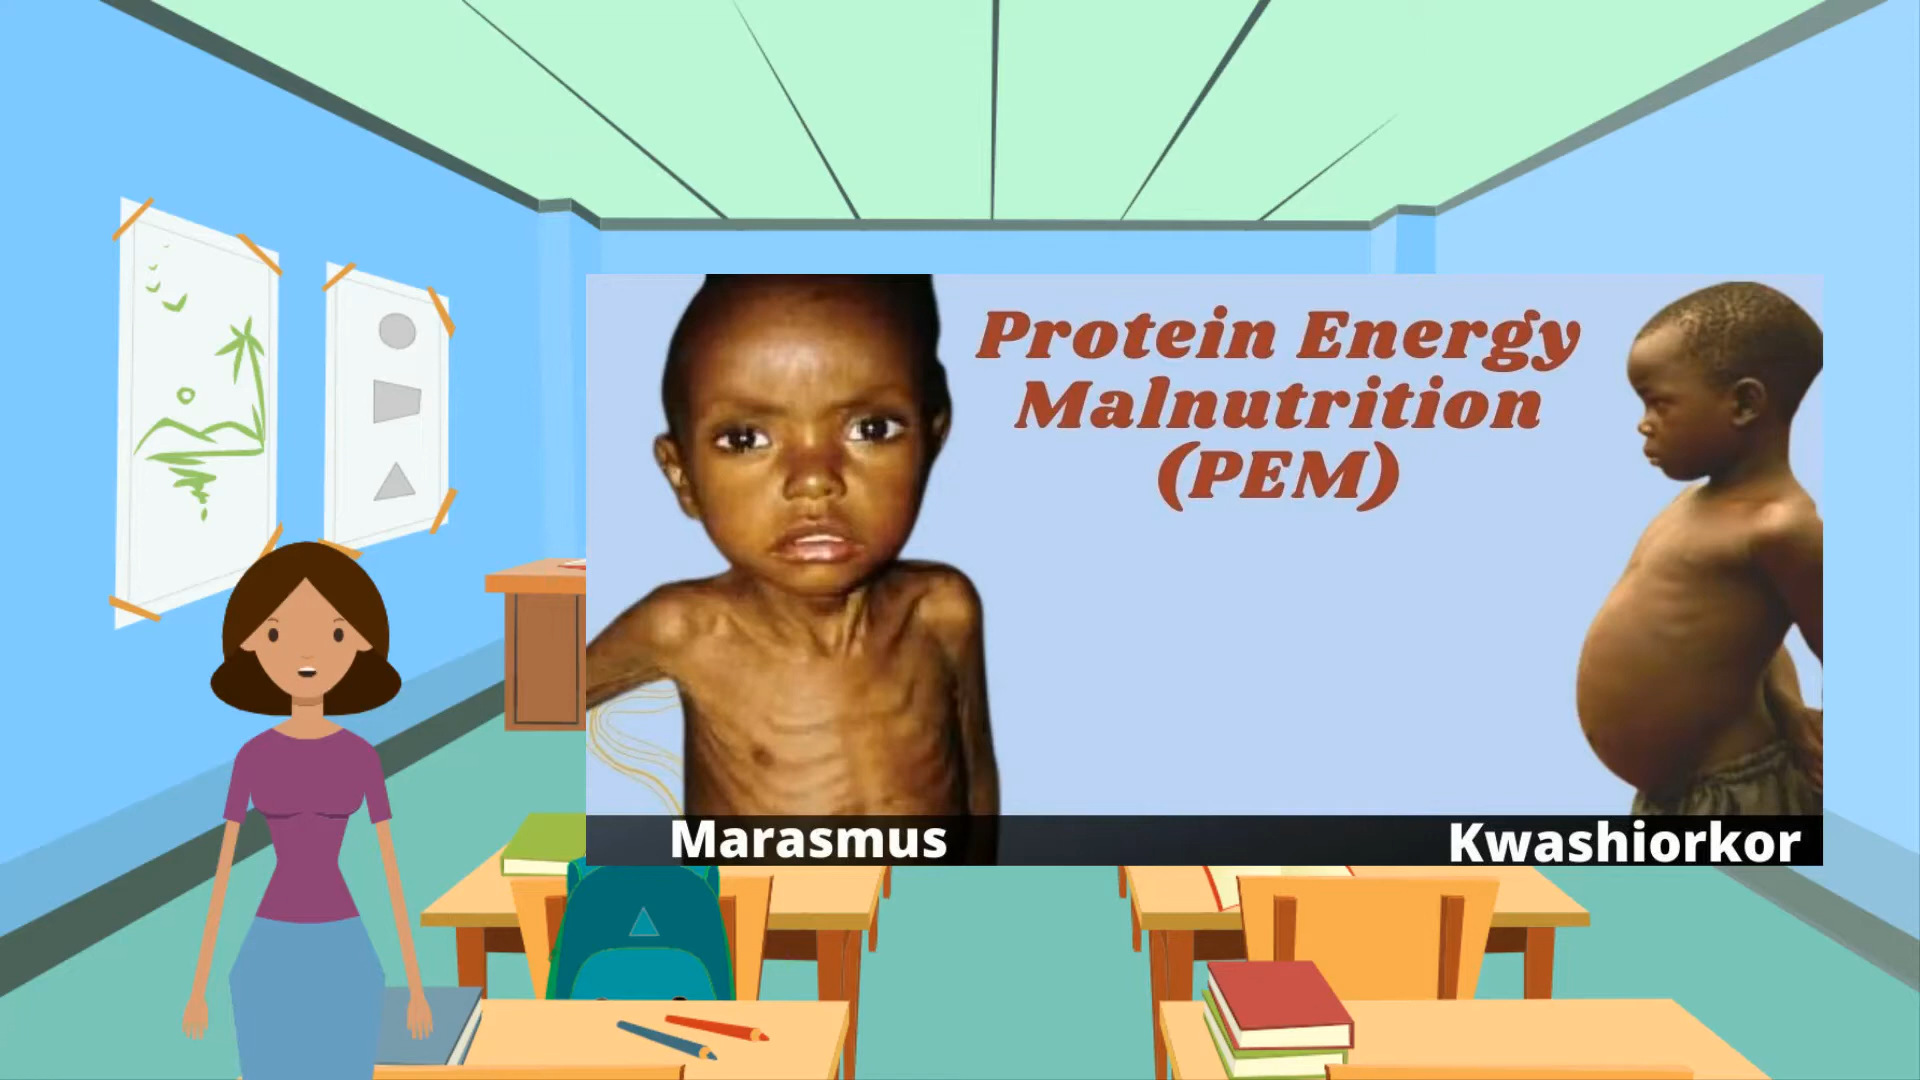 Protein Energy
Malnutrition
(PEM)
Marasmus
Kwashiorkor